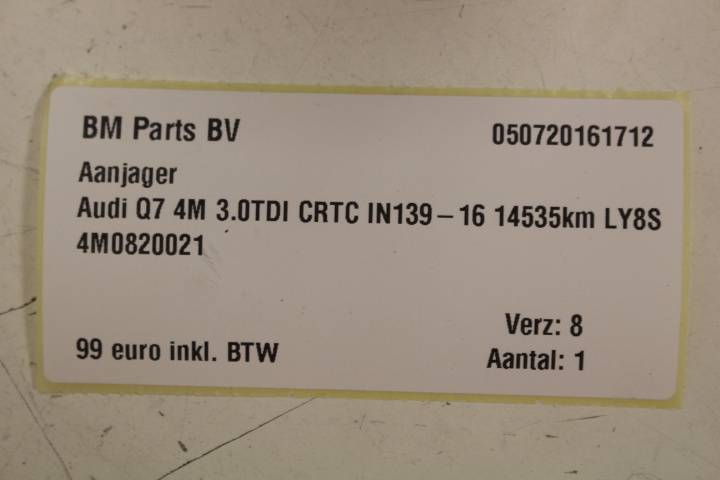 BM Parts BV 050720161712
Aanjager
Audi Q7 4M 3.0TDI CRTC IN139-16 14535km LY8S
4M0820021
Verz: 8
99 euro inkl. BTW Aantal: 1